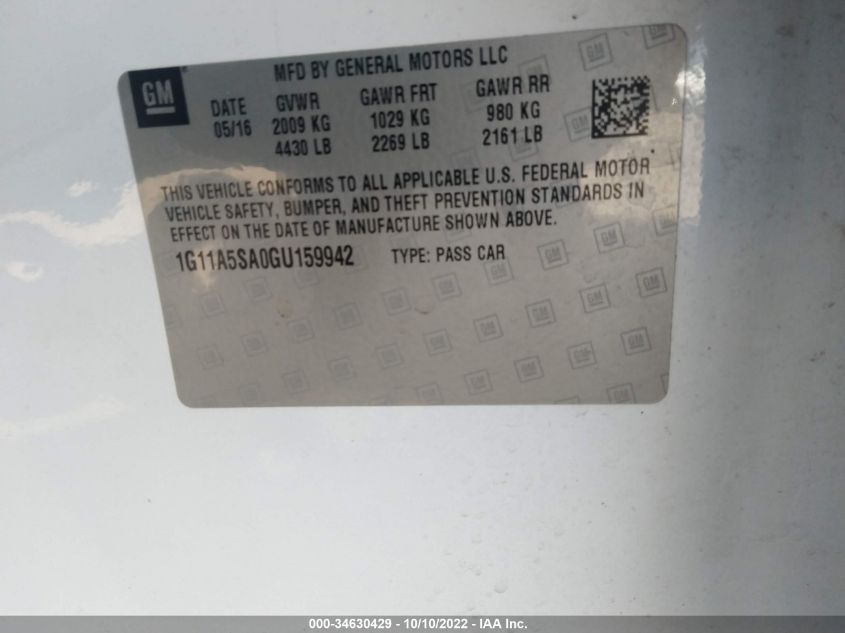 GM
MFD BY GENERAL MOTORS LLC
DATE GVWR GAWR FRT GAWR RR
05/16 2009 KG 1029 KG 980 KG
4430 LB 2269 LB 2161 LB
THIS VEHICLE CONFORMS TO ALL APPLICABLE U.S. FEDERAL MOTOR
VEHICLE SAFETY, BUMPER, AND THEFT PREVENTION STANDARDS IN
EFFECT ON THE DATE OF MANUFACTURE SHOWN ABOVE.
1G11A5SA0GU159942 TYPE: PASS CAR
000-34630429 - 10/10/2022 - IAA Inc.